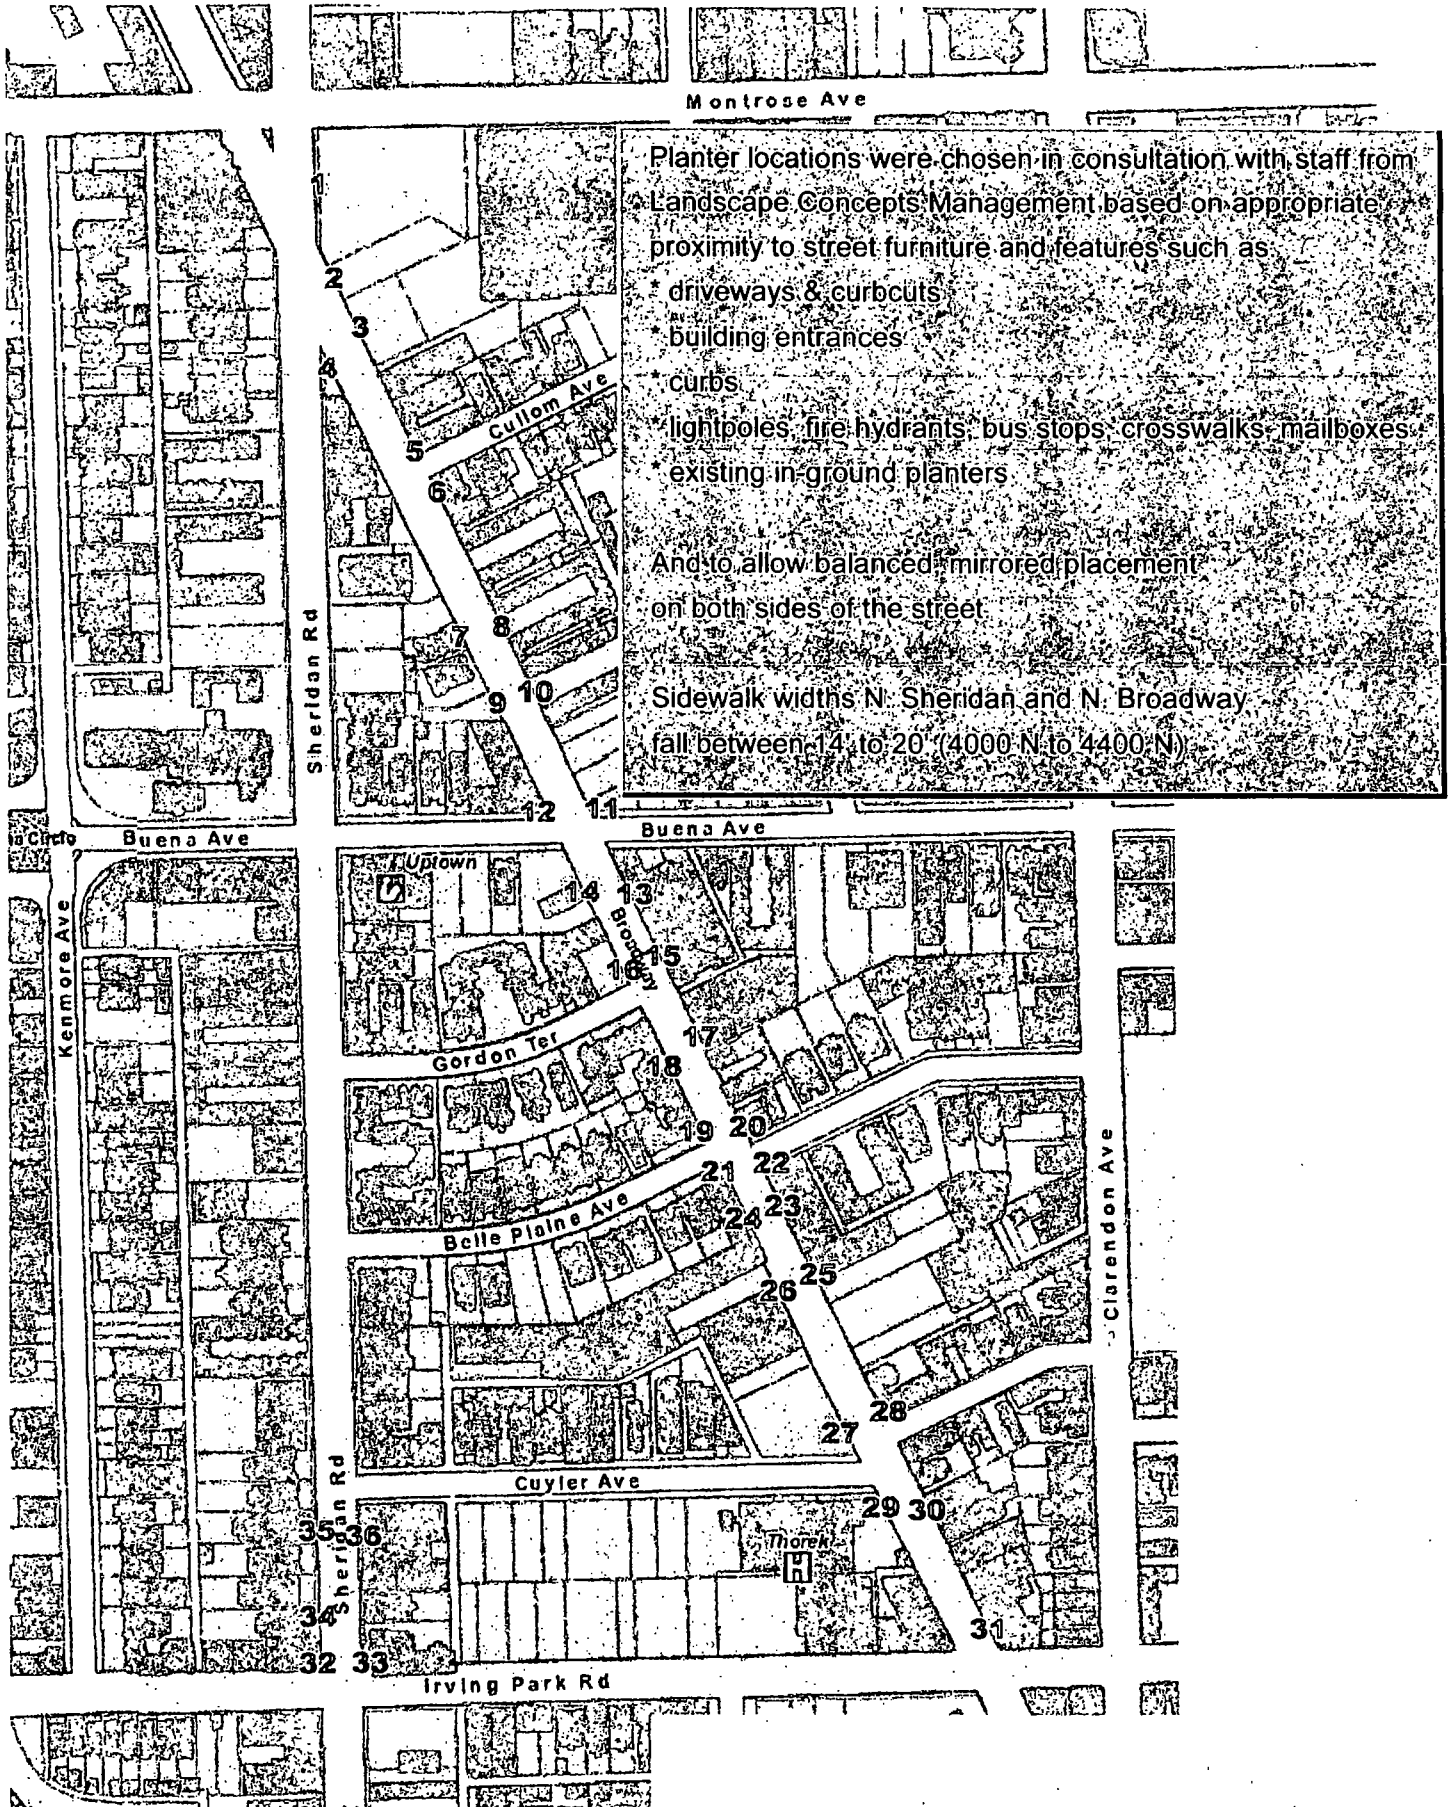 Montrose Ave
Planter locations were chosen in consultation with staff from
Landscape Concepts Management based on appropriate
proximity to street furniture and features such as
* driveways & curbcuts
* building entrances
* curbs
* lightpoles, fire hydrants, bus stops, crosswalks, mailboxes
* existing in-ground planters
And to allow balanced, mirrored placement
on both sides of the street
Sidewalk widths N. Sheridan and N. Broadway
fall between 14' to 20' (4000 N to 4400 N)
1
2
3
4
Cullom Ave
5
6
7
8
Sheridan Rd
9
10
12
11
Buena Ave
Buena Ave
Uptown
14
13
Broadway
Kenmore Ave
16
15
17
Gordon Ter
18
19
20
21
22
Belle Plaine Ave
24
23
Clarendon Ave
26
25
28
27
Cuyler Ave
Sheridan Rd
29
30
35
36
Thorek
H
34
31
32
33
Irving Park Rd